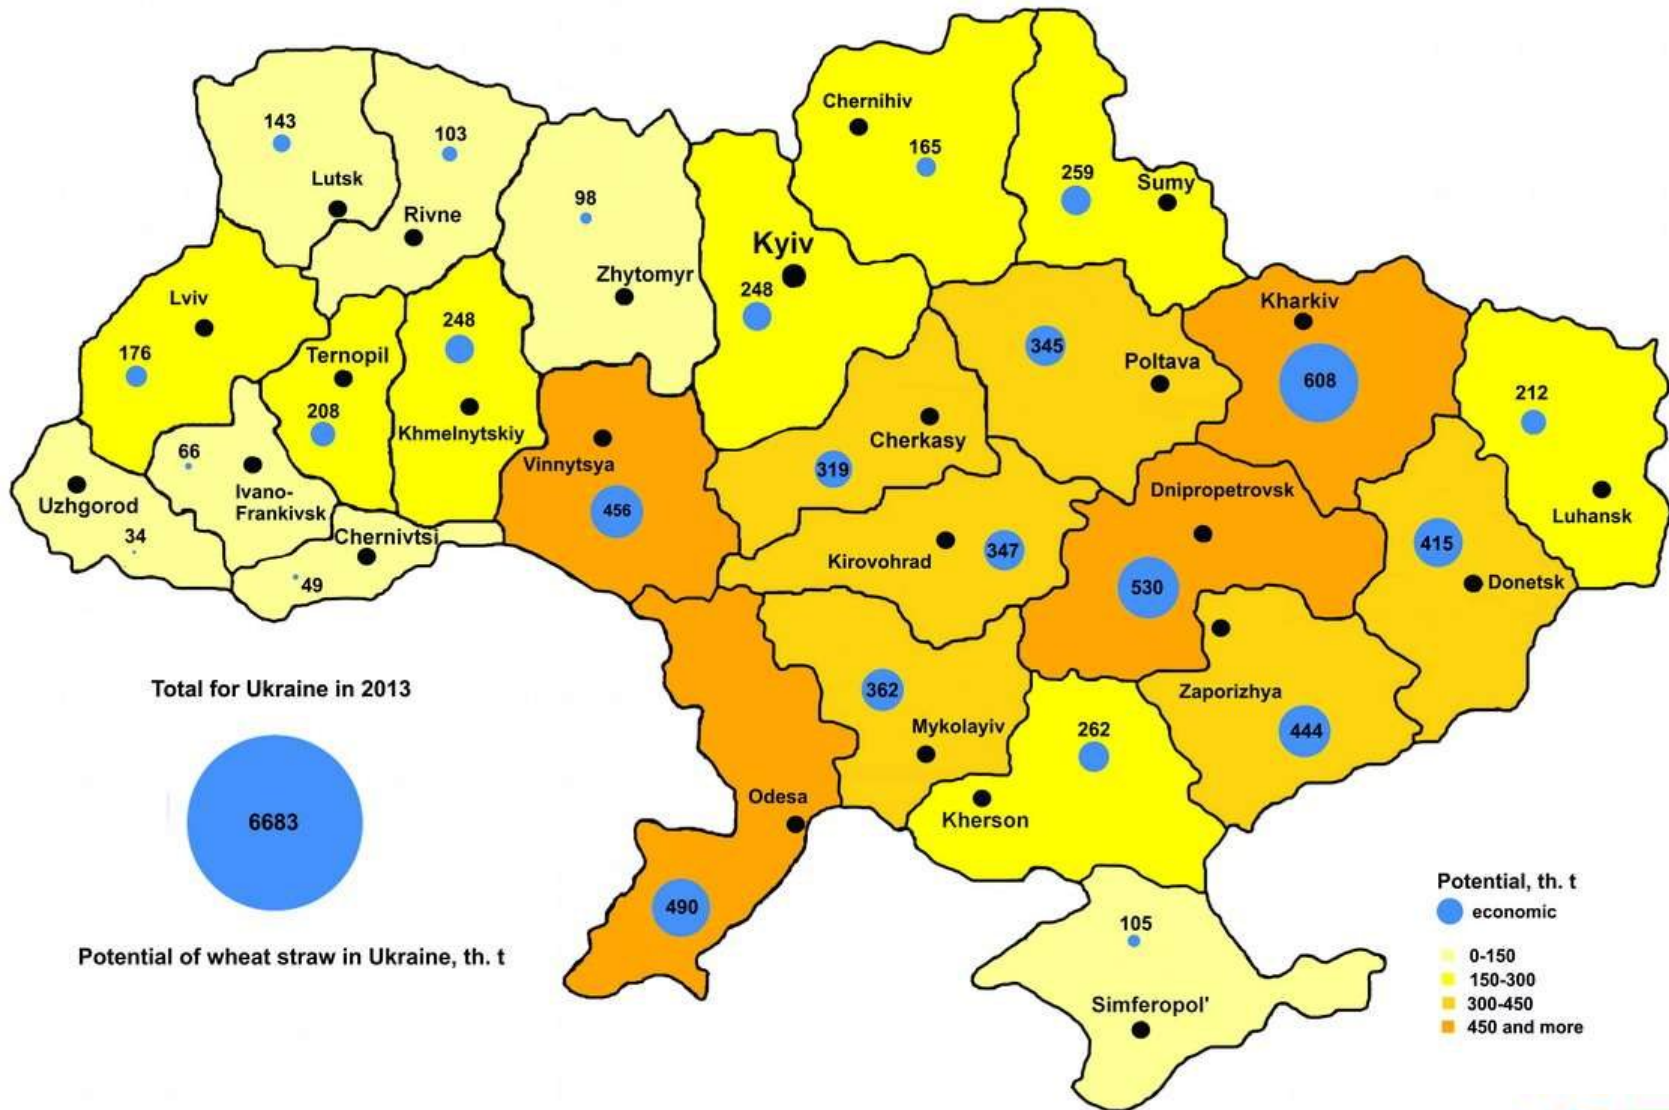 Chernihiv
143
103
165
259
Sumy
Lutsk
98
Rivne
Kyiv
Zhytomyr
248
Lviv
Kharkiv
248
176
Ternopil
345
Poltava
608
212
208
Khmelnytskiy
Cherkasy
66
Vinnytsya
319
Ivano-
Frankivsk
Uzhgorod
456
Dnipropetrovsk
Luhansk
34
Chernivtsi
Kirovohrad
347
415
49
530
Donetsk
Total for Ukraine in 2013
362
Zaporizhya
Mykolayiv
262
444
6683
Odesa
Kherson
490
Potential, th. t
economic
105
Potential of wheat straw in Ukraine, th. t
0-150
150-300
Simferopol'
300-450
450 and more